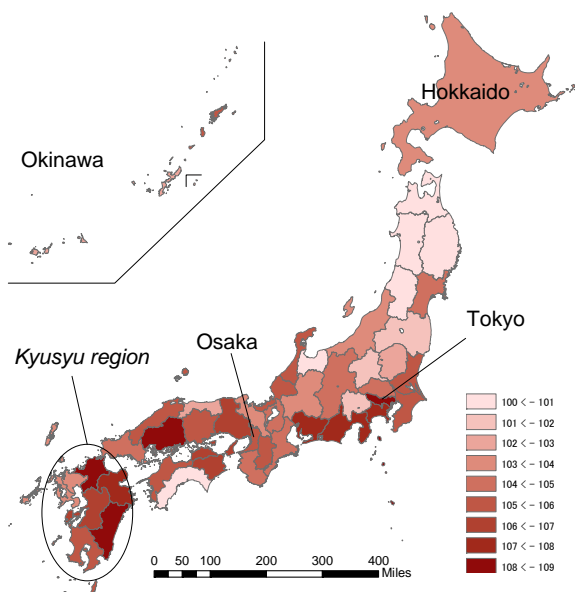 Hokkaido
Okinawa
Tokyo
Osaka
Kyusyu region
100 <- 101
101 <- 102
102 <- 103
103 <- 104
104 <- 105
105 <- 106
106 <- 107
107 <- 108
108 <- 109
0 50 100 200 300 400
Miles